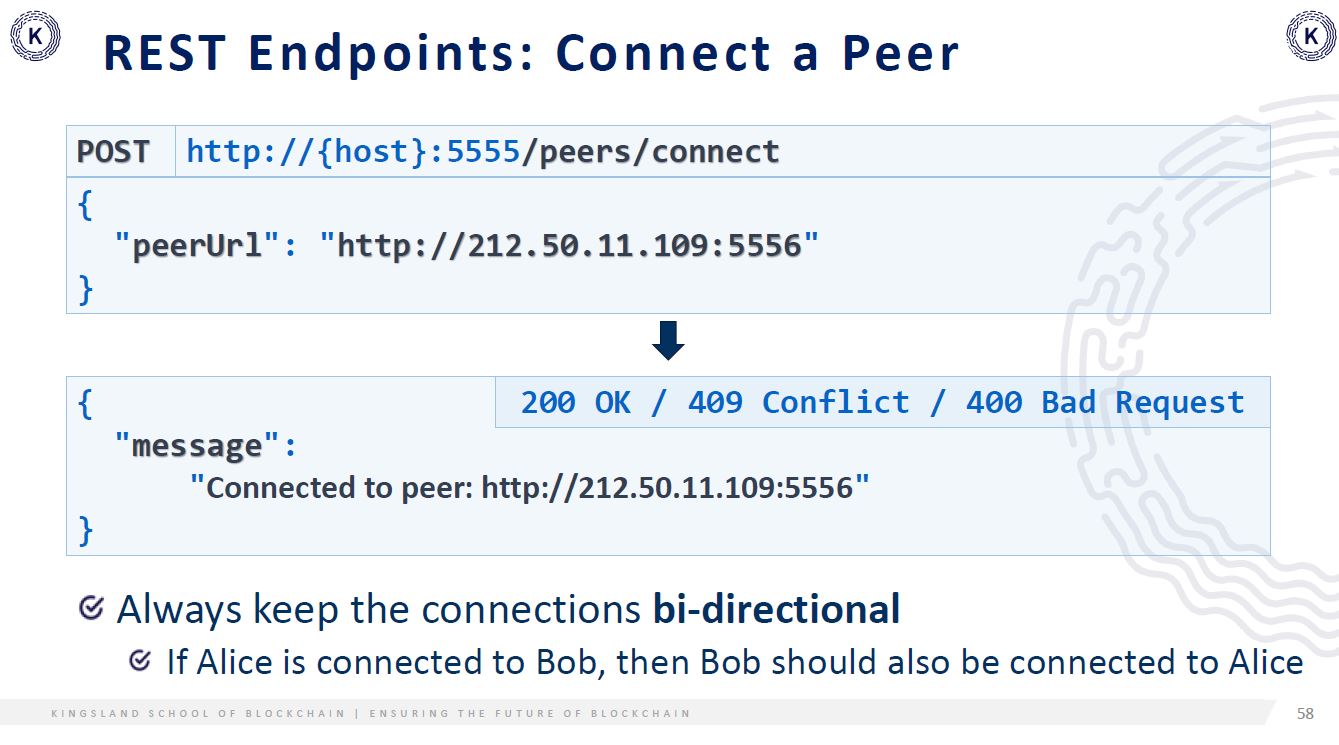 K
K
REST Endpoints: Connect a Peer
POST http://{host}:5555/peers/connect
{
"peerUrl": "http://212.50.11.109:5556"
}
{ 200 OK / 409 Conflict / 400 Bad Request
"message":
"Connected to peer: http://212.50.11.109:5556"
}
Always keep the connections bi-directional
If Alice is connected to Bob, then Bob should also be connected to Alice
KINGSLAND SCHOOL OF BLOCKCHAIN | ENSURING THE FUTURE OF BLOCKCHAIN
58